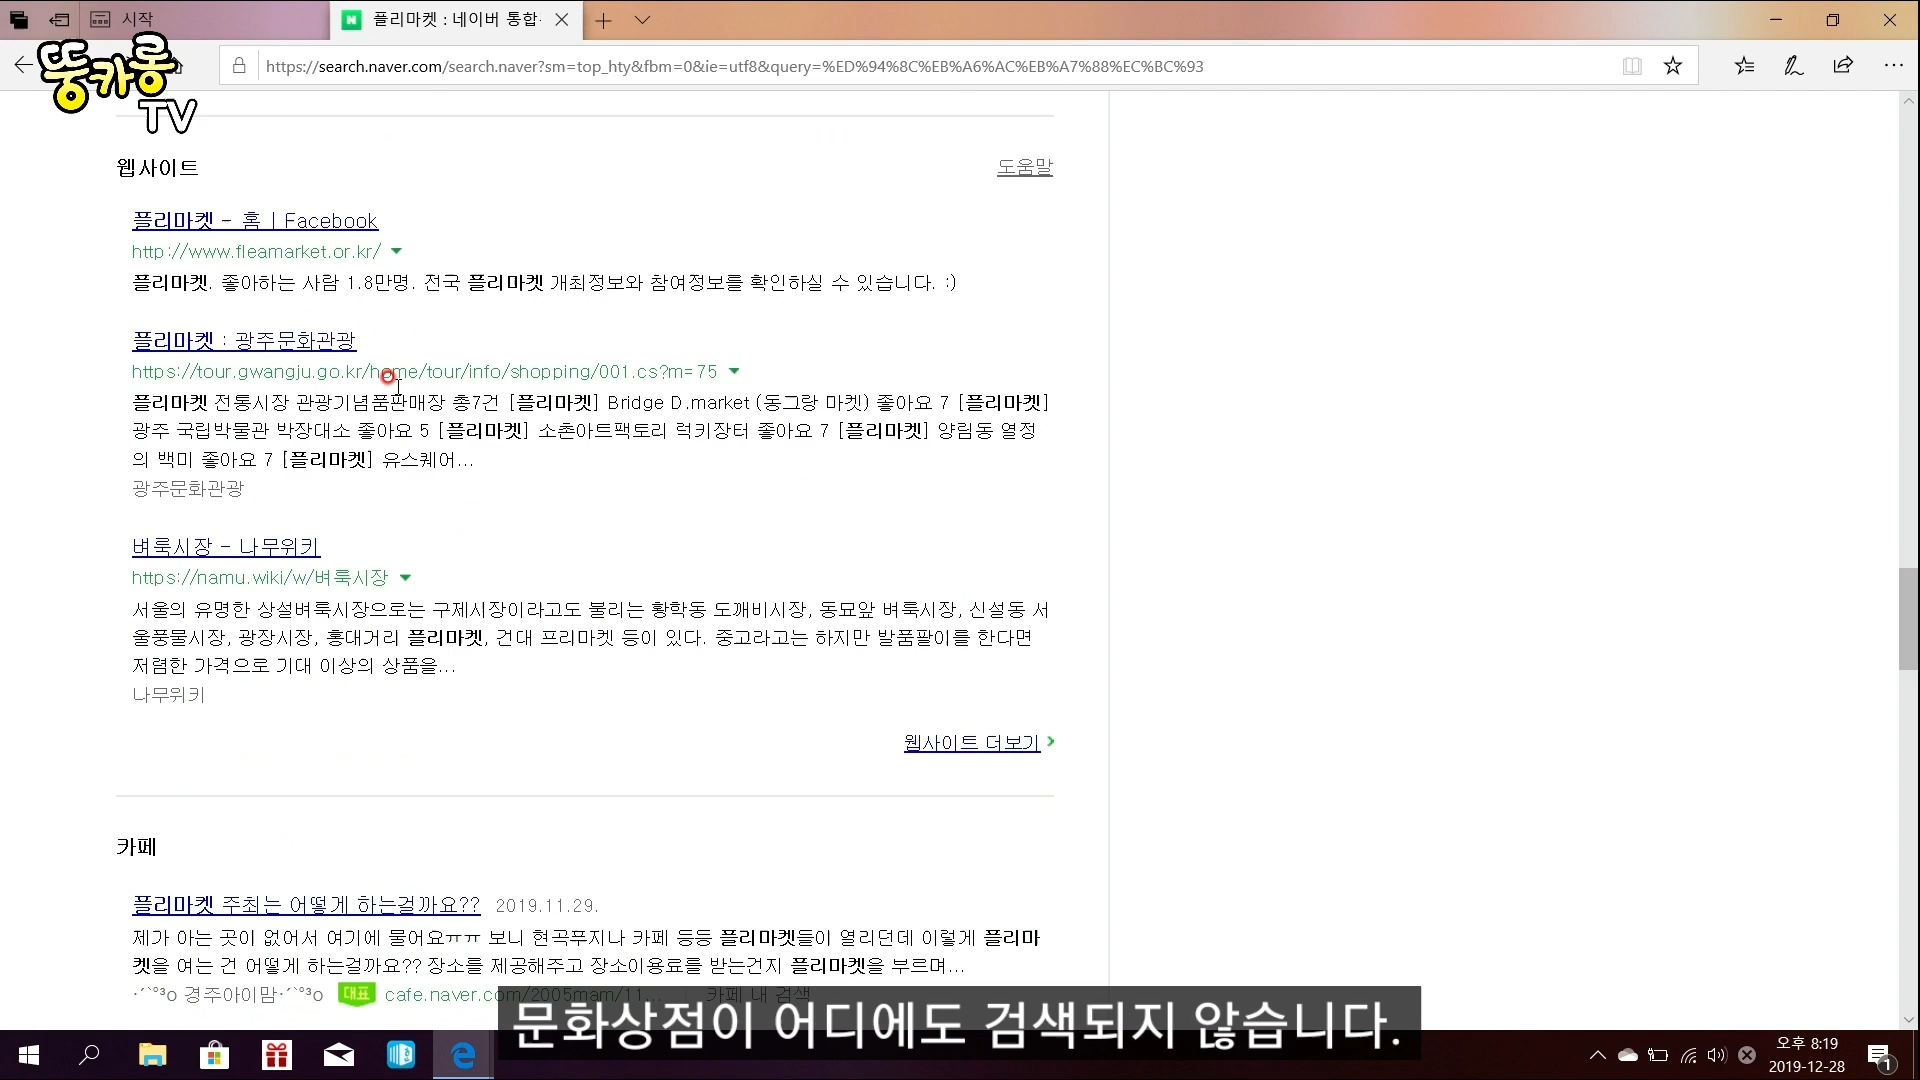 시작
플리마켓 : 네이버 통합
뚱카롱
TV
https://search.naver.com/search.naver?sm=top_hty&fbm=0&ie=utf8&query=%ED%94%8C%EB%A6%AC%EB%A7%88%EC%BC%93
웹사이트
도움말
플리마켓 - 홈 | Facebook
http://www.fleamarket.or.kr/
플리마켓. 좋아하는 사람 1.8만명. 전국 플리마켓 개최정보와 참여정보를 확인하실 수 있습니다. :)
플리마켓 : 광주문화관광
https://tour.gwangju.go.kr/home/tour/info/shopping/001.cs?m=75
플리마켓 전통시장 관광기념품판매장 총7건 [플리마켓] Bridge D.market (동그랑 마켓) 좋아요 7 [플리마켓]
광주 국립박물관 박장대소 좋아요 5 [플리마켓] 소촌아트팩토리 럭키장터 좋아요 7 [플리마켓] 양림동 열정
의 백미 좋아요 7 [플리마켓] 유스퀘어...
광주문화관광
벼룩시장 - 나무위키
https://namu.wiki/w/벼룩시장
서울의 유명한 상설벼룩시장으로는 구제시장이라고도 불리는 황학동 도깨비시장, 동묘앞 벼룩시장, 신설동 서
울풍물시장, 광장시장, 홍대거리 플리마켓, 건대 프리마켓 등이 있다. 중고라고는 하지만 발품팔이를 한다면
저렴한 가격으로 기대 이상의 상품을...
나무위키
웹사이트 더보기
카페
플리마켓 주최는 어떻게 하는걸까요?? 2019.11.29.
제가 아는 곳이 없어서 여기에 물어요ㅠㅠ 보니 현곡푸지나 카페 등등 플리마켓들이 열리던데 이렇게 플리마
켓을 여는 건 어떻게 하는걸까요?? 장소를 제공해주고 장소이용료를 받는건지 플리마켓을 부르며...
·´`°³o 경주아이맘·´`°³o 대표 cafe.naver.com/2005mam/11... 카페 내 검색
문화상점이 어디에도 검색되지 않습니다.
오후 8:19
2019-12-28
1